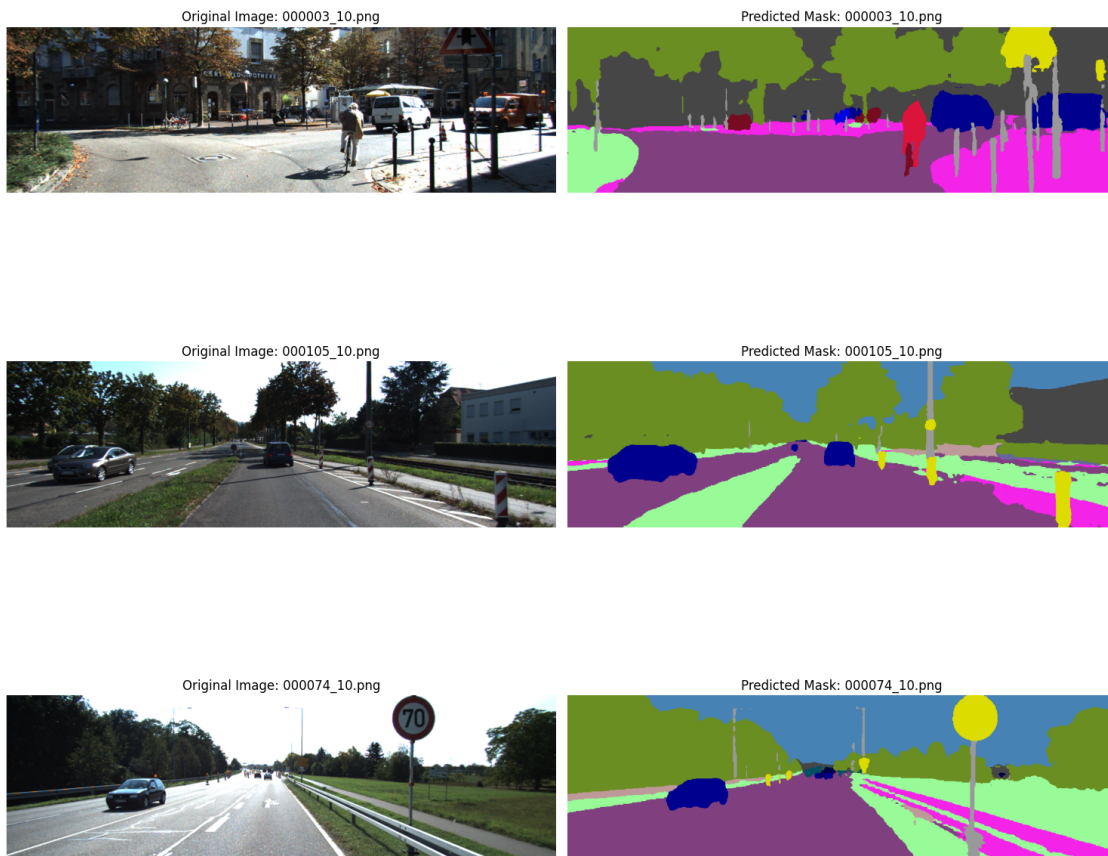 Original Image: 000003_10.png
Predicted Mask: 000003_10.png
Original Image: 000105_10.png
Predicted Mask: 000105_10.png
Original Image: 000074_10.png
Predicted Mask: 000074_10.png
70